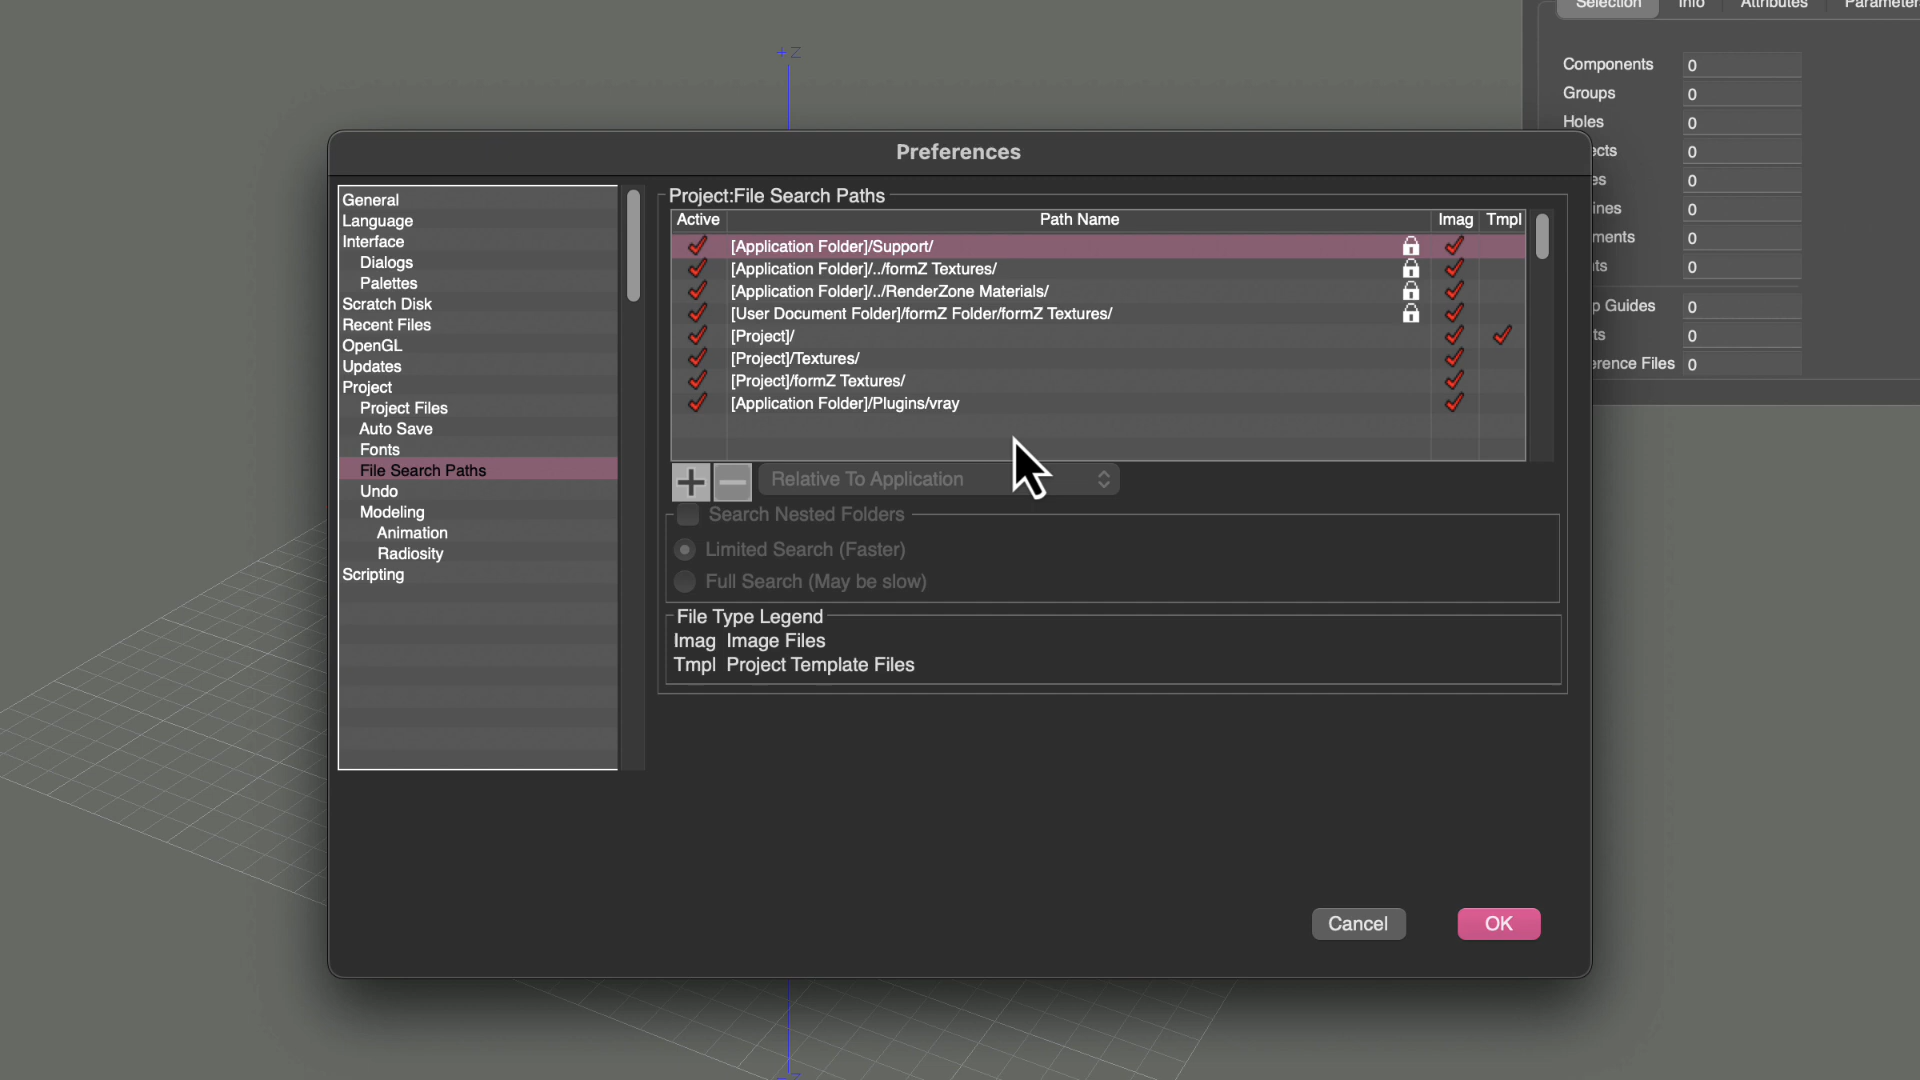 Selection Info Attributes
+Z
Components 0
Groups 0
Holes 0
0
0
0
0
0
p Guides 0
0
Files 0
Preferences
General
Language
Interface
Dialogs
Palettes
Scratch Disk
Recent Files
OpenGL
Updates
Project
Project Files
Auto Save
Fonts
File Search Paths
Undo
Modeling
Animation
Radiosity
Scripting
Project:File Search Paths
Active Path Name Imag Tmpl
[Application Folder]/Support/
[Application Folder]/../formZ Textures/
[Application Folder]/../RenderZone Materials/
[User Document Folder]/formZ Folder/formZ Textures/
[Project]/
[Project]/Textures/
[Project]/formZ Textures/
[Application Folder]/Plugins/vray
Relative To Application
Search Nested Folders
Limited Search (Faster)
Full Search (May be slow)
File Type Legend
Imag Image Files
Tmpl Project Template Files
Cancel OK